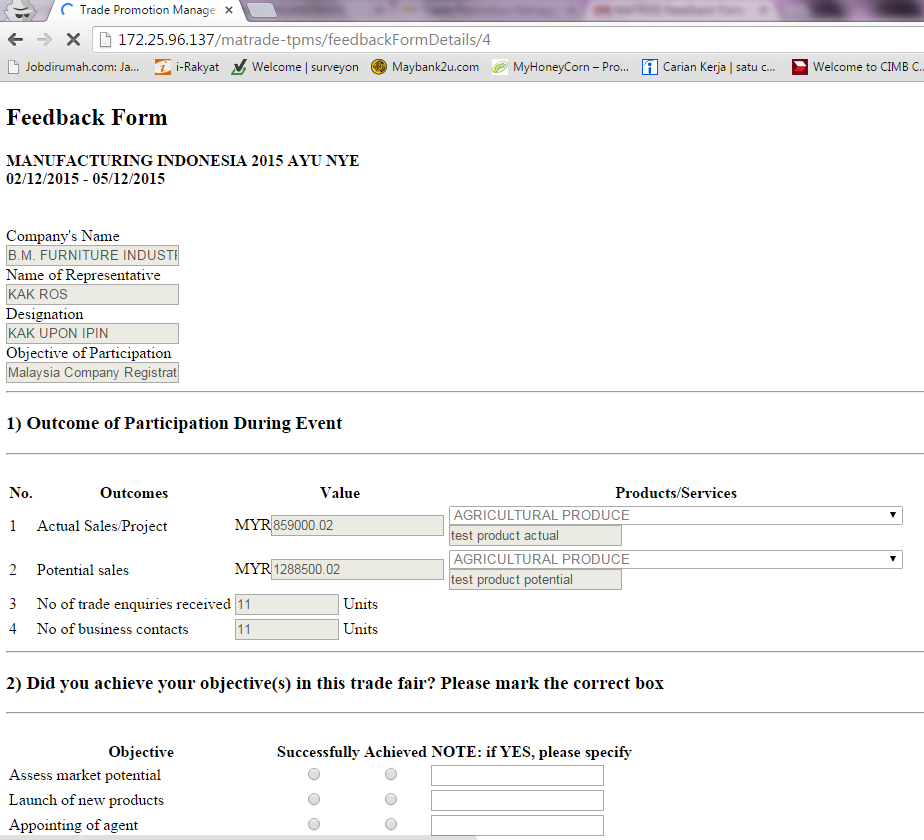 Trade Promotion Manage
172.25.96.137/matrade-tpms/feedbackFormDetails/4
Jobdirumah.com: Ja... i-Rakyat Welcome | surveyon Maybank2u.com MyHoneyCorn – Pro... Carian Kerja | satu c... Welcome to CIMB C...
Feedback Form
MANUFACTURING INDONESIA 2015 AYU NYE
02/12/2015 - 05/12/2015
Company's Name
B.M. FURNITURE INDUST
Name of Representative
KAK ROS
Designation
KAK UPON IPIN
Objective of Participation
Malaysia Company Registrat
1) Outcome of Participation During Event
No. Outcomes Value Products/Services
1 Actual Sales/Project MYR 859000.02 AGRICULTURAL PRODUCE
test product actual
2 Potential sales MYR 1288500.02 AGRICULTURAL PRODUCE
test product potential
3 No of trade enquiries received 11 Units
4 No of business contacts 11 Units
2) Did you achieve your objective(s) in this trade fair? Please mark the correct box
Objective Successfully Achieved NOTE: if YES, please specify
Assess market potential
Launch of new products
Appointing of agent